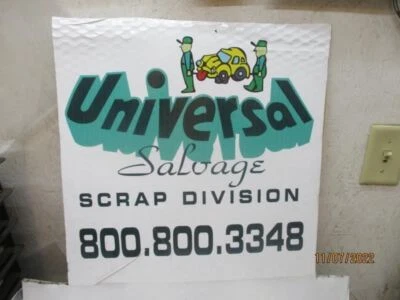 Universal
Salvage
SCRAP DIVISION
800.800.3348
11/07/2022